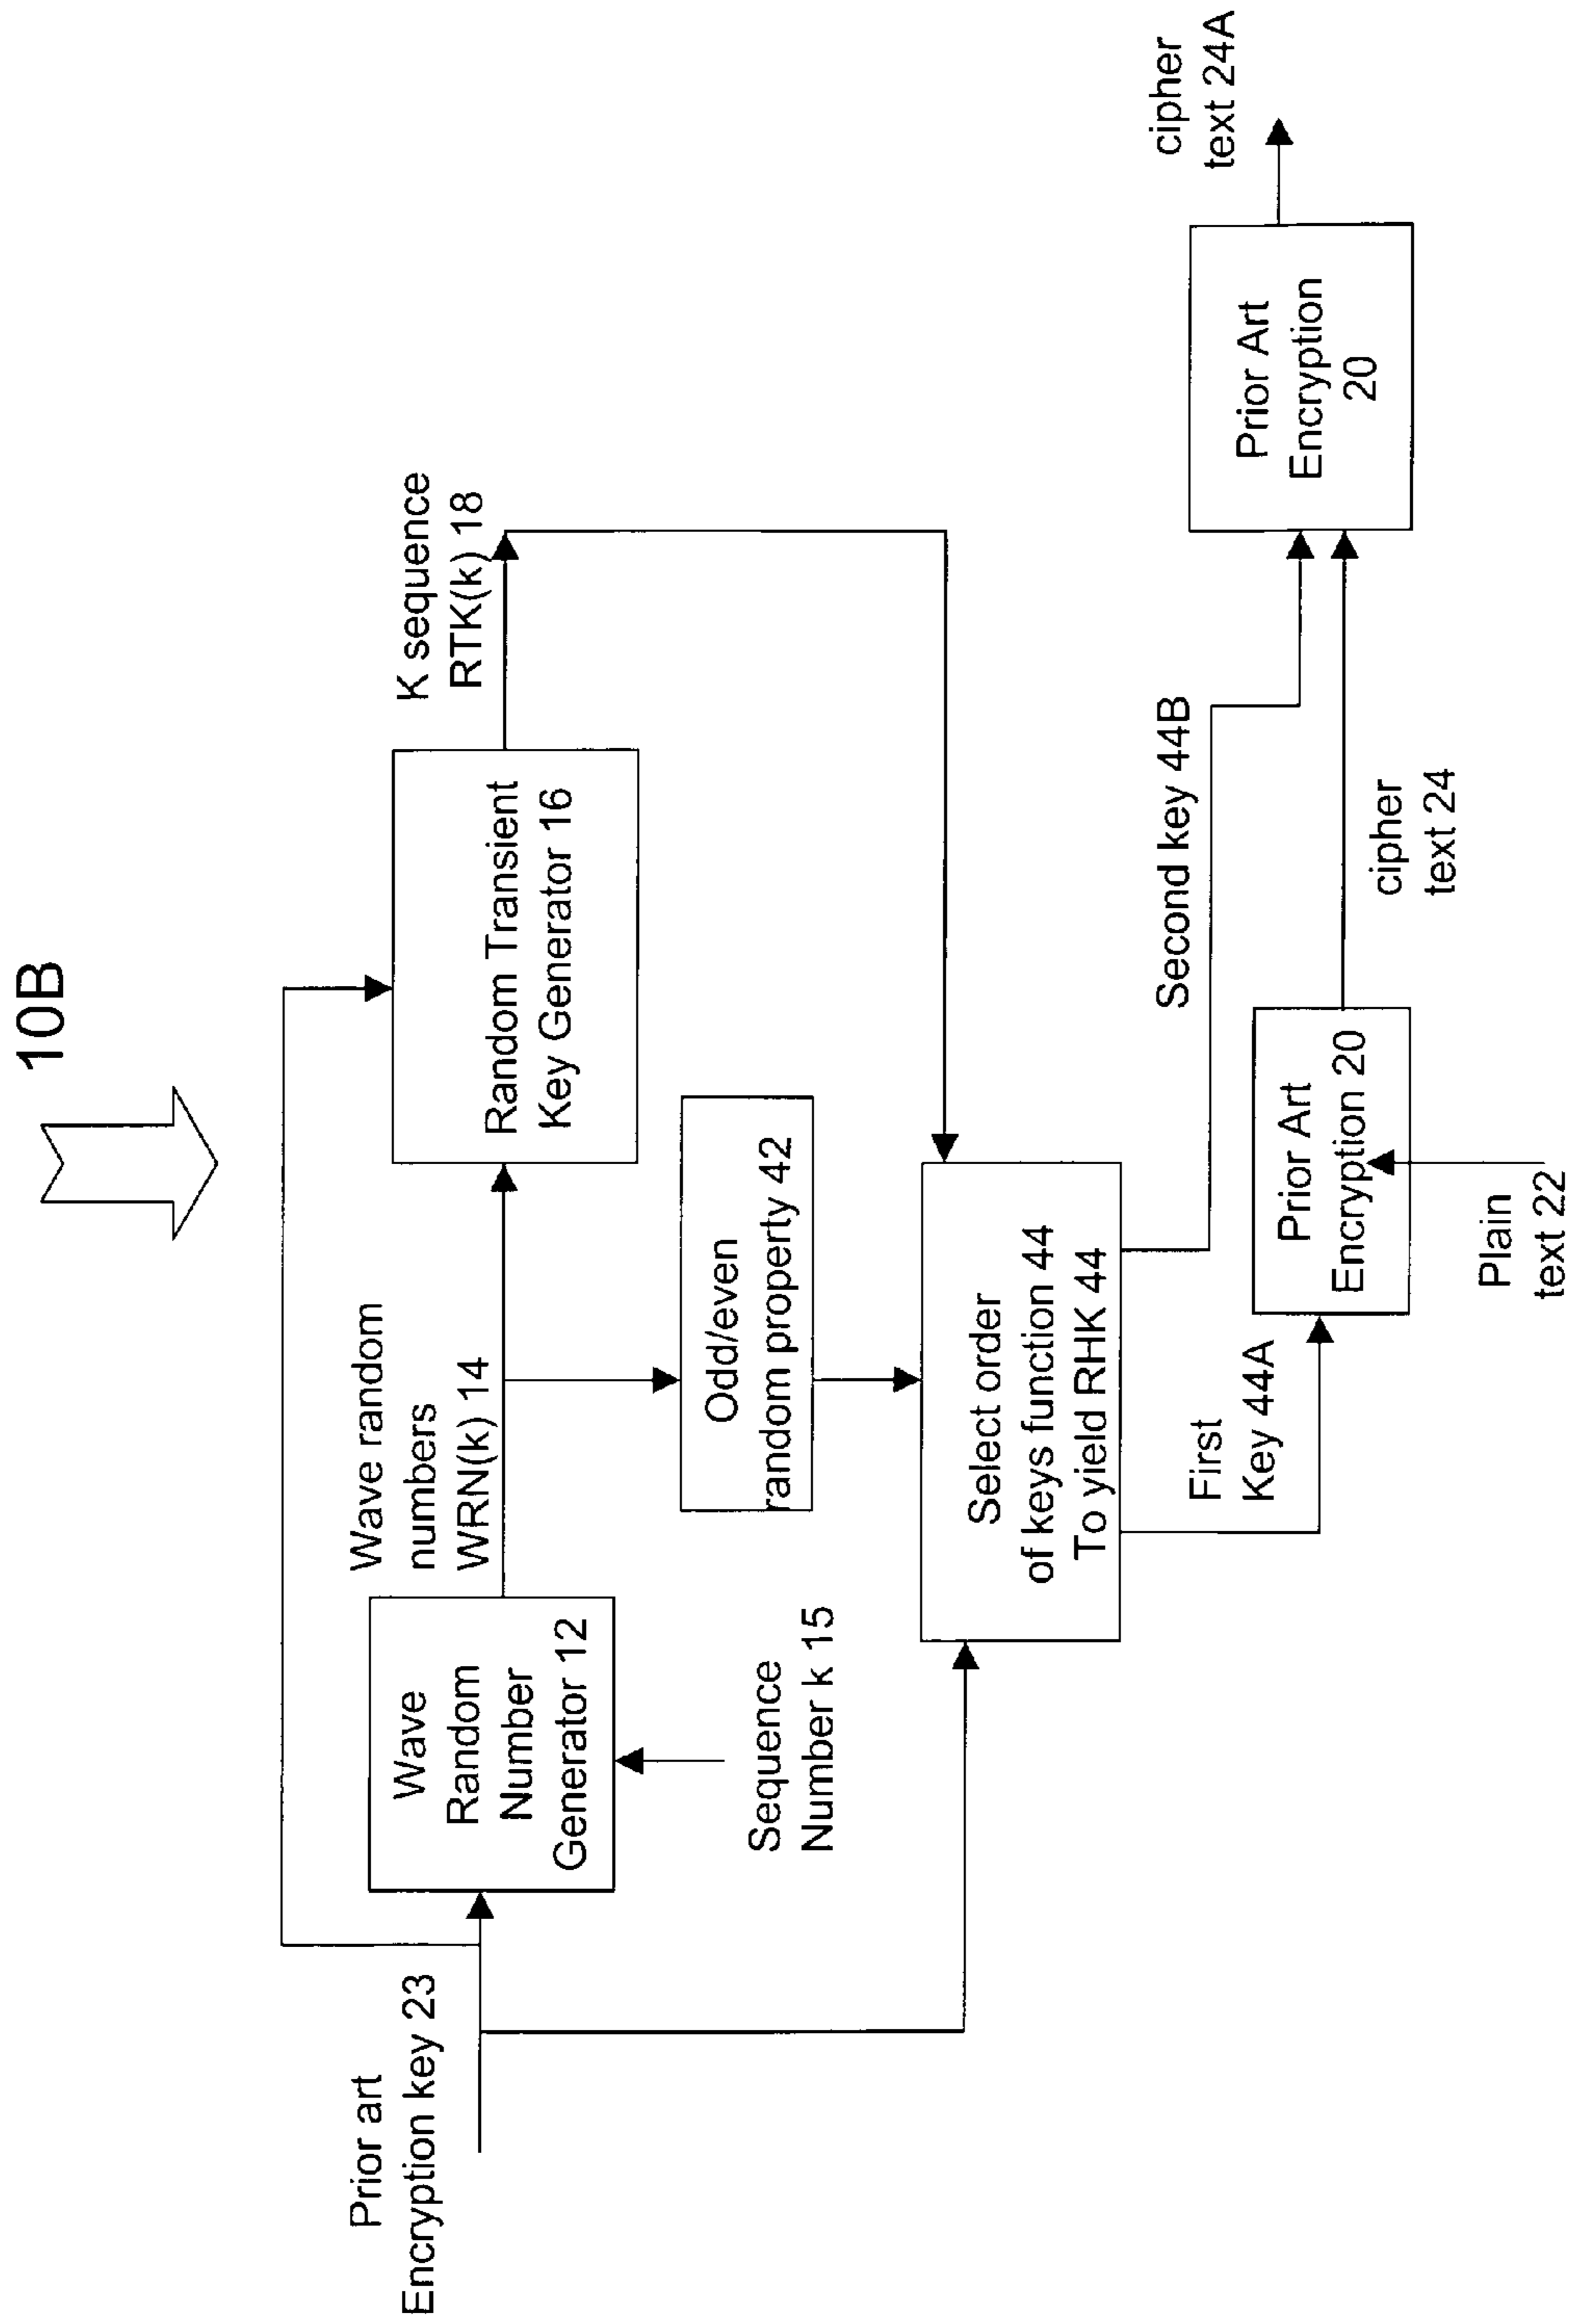 10B
Prior art
Encryption key 23
Wave
Random
Number
Generator 12
Sequence
Number k 15
Wave random
numbers
WRN(k) 14
Odd/even
random property 42
Random Transient
Key Generator 16
K sequence
RTK(k) 18
Select order
of keys function 44
To yield RHK 44
First
Key 44A
Second key 44B
Prior Art
Encryption 20
Plain
text 22
cipher
text 24
Prior Art
Encryption
20
cipher
text 24A